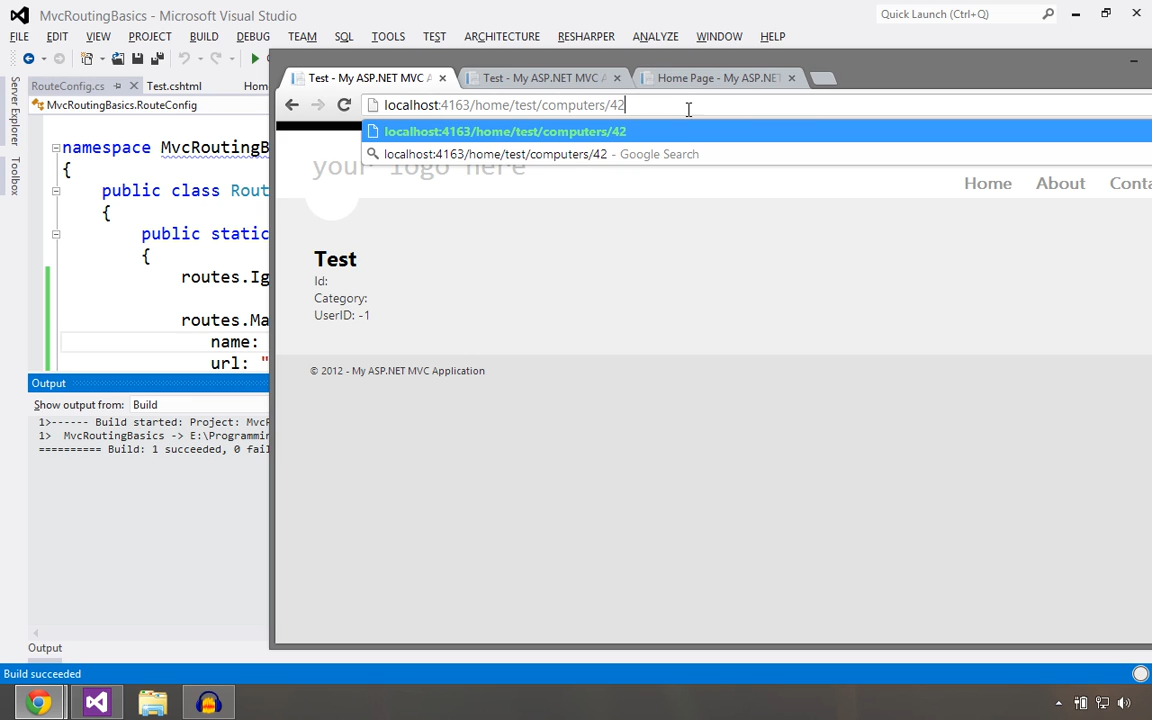 MvcRoutingBasics - Microsoft Visual Studio
Quick Launch (Ctrl+Q)
FILE EDIT VIEW PROJECT BUILD DEBUG TEAM SQL TOOLS TEST ARCHITECTURE RESHARPER ANALYZE WINDOW HELP
Server Explorer
Toolbox
RouteConfig.cs
Test.cshtml
Hom
MvcRoutingBasics.RouteConfig
namespace MvcRoutingB
{
public class Rout
{
public static
{
routes.Ig
routes.Ma
name:
url: "
Output
Show output from: Build
1>------ Build started: Project: MvcR
1> MvcRoutingBasics -> E:\Programmin
========== Build: 1 succeeded, 0 fail
Output
Build succeeded
Test - My ASP.NET MVC A
Test - My ASP.NET MVC A
Home Page - My ASP.NET
localhost:4163/home/test/computers/42
localhost:4163/home/test/computers/42
localhost:4163/home/test/computers/42 - Google Search
your logo here
Home About Conta
Test
Id:
Category:
UserID: -1
© 2012 - My ASP.NET MVC Application